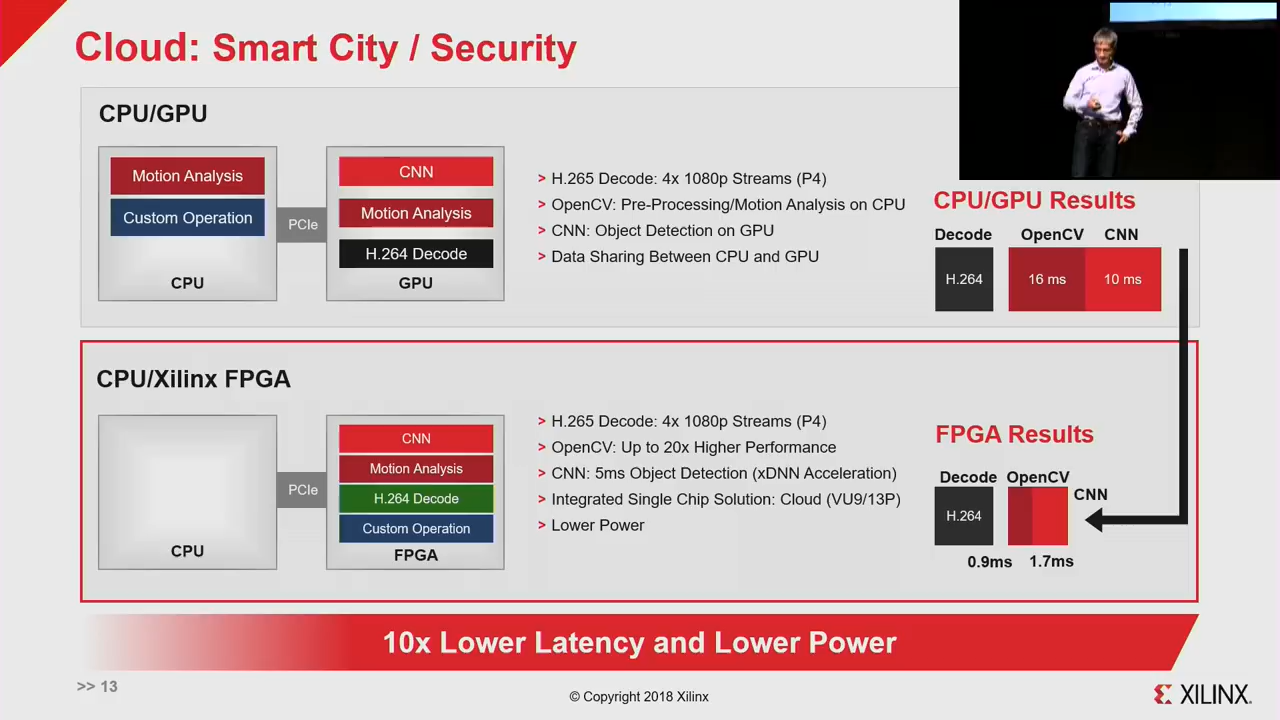 Cloud: Smart City / Security
CPU/GPU
Motion Analysis
Custom Operation
CPU
PCIe
CNN
Motion Analysis
H.264 Decode
GPU
> H.265 Decode: 4x 1080p Streams (P4)
> OpenCV: Pre-Processing/Motion Analysis on CPU
> CNN: Object Detection on GPU
> Data Sharing Between CPU and GPU
CPU/GPU Results
Decode OpenCV CNN
H.264 16 ms 10 ms
CPU/Xilinx FPGA
CPU
PCIe
CNN
Motion Analysis
H.264 Decode
Custom Operation
FPGA
> H.265 Decode: 4x 1080p Streams (P4)
> OpenCV: Up to 20x Higher Performance
> CNN: 5ms Object Detection (xDNN Acceleration)
> Integrated Single Chip Solution: Cloud (VU9/13P)
> Lower Power
FPGA Results
Decode OpenCV
CNN
H.264
0.9ms 1.7ms
10x Lower Latency and Lower Power
>> 13
© Copyright 2018 Xilinx
XILINX.